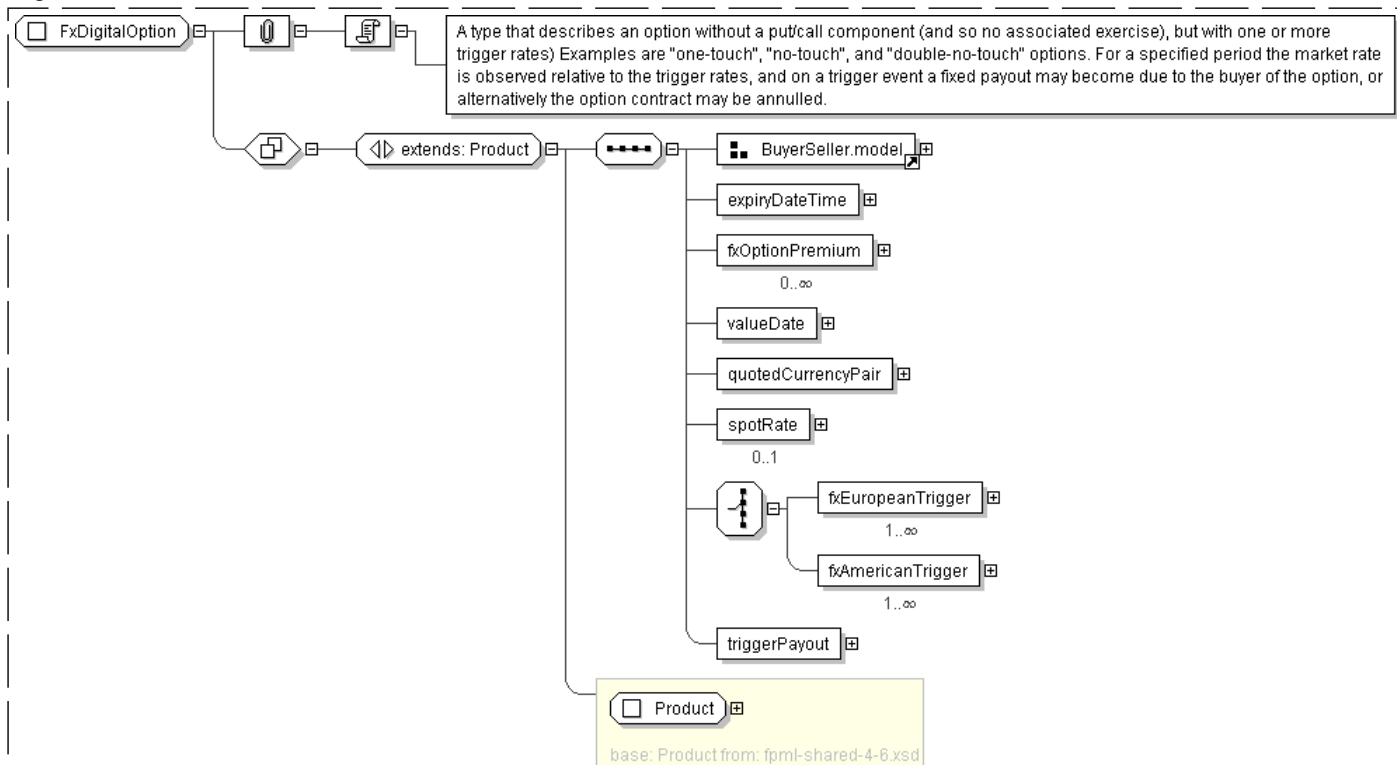 FxDigitalOption
A type that describes an option without a put/call component (and so no associated exercise), but with one or more
trigger rates) Examples are "one-touch", "no-touch", and "double-no-touch" options. For a specified period the market rate
is observed relative to the trigger rates, and on a trigger event a fixed payout may become due to the buyer of the option, or
alternatively the option contract may be annulled.
extends: Product
BuyerSeller.model
expiryDateTime
fxOptionPremium
0..∞
valueDate
quotedCurrencyPair
spotRate
0..1
fxEuropeanTrigger
1..∞
fxAmericanTrigger
1..∞
triggerPayout
Product
base: Product from: fpml-shared-4-6.xsd